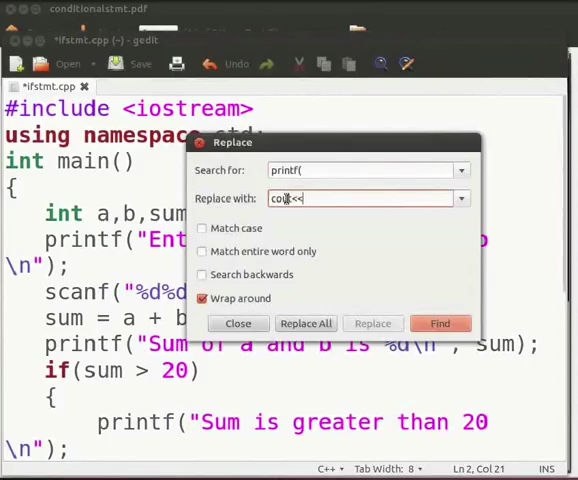 conditionalstmt.pdf
*ifstmt.cpp (~) - gedit
Open Save Undo
*ifstmt.cpp
#include <iostream>
using namespace std;
int main()
{
int a,b,sum
printf("Ent
\n");
scanf("%d%d
sum = a + b
printf("Sum of a and b is %d\n", sum);
if(sum > 20)
{
printf("Sum is greater than 20
\n");
Replace
Search for: printf(
Replace with: cout<<
Match case
Match entire word only
Search backwards
Wrap around
Close Replace All Replace Find
C++ Tab Width: 8 Ln 2, Col 21 INS